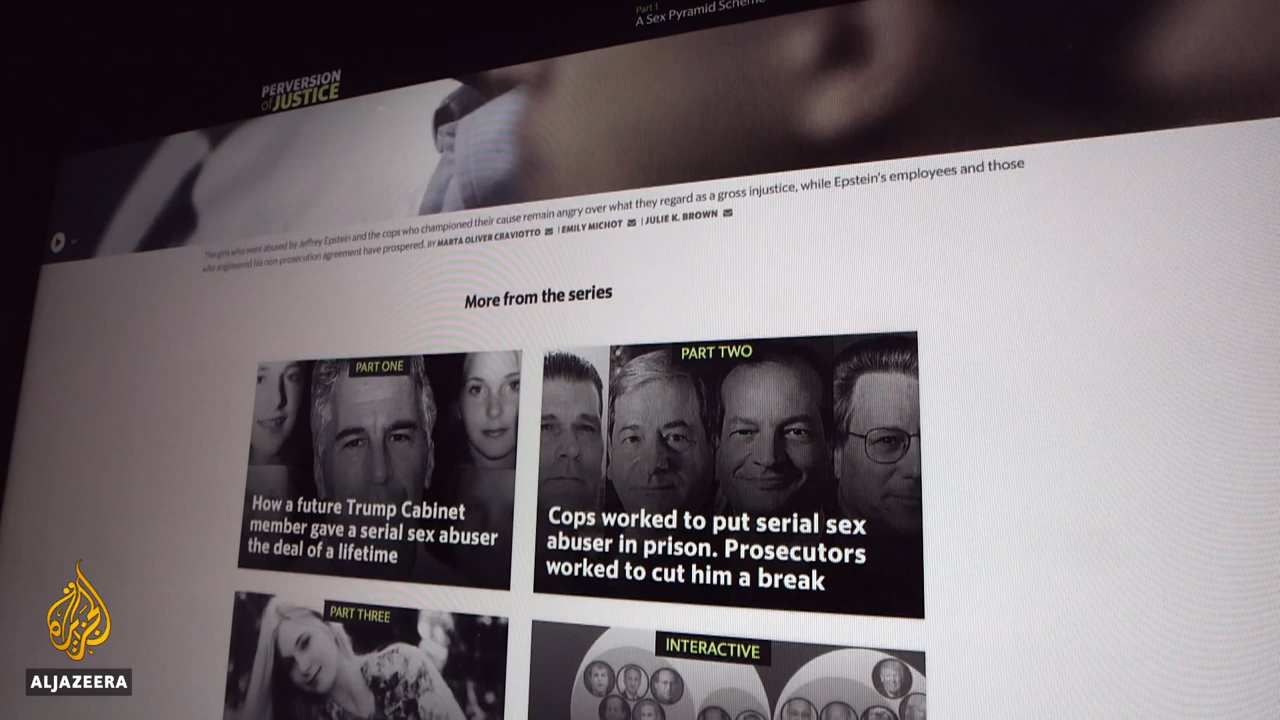 Part 1
A Sex Pyramid Scheme
PERVERSION
of JUSTICE
The girls who were abused by Jeffrey Epstein and the cops who championed their cause remain angry over what they regard as a gross injustice, while Epstein's employees and those
who engineered his non-prosecution agreement have prospered. BY MARTA OLIVER CRAVIOTTO | EMILY MICHOT | JULIE K. BROWN
More from the series
PART ONE
How a future Trump Cabinet
member gave a serial sex abuser
the deal of a lifetime
PART TWO
Cops worked to put serial sex
abuser in prison. Prosecutors
worked to cut him a break
PART THREE
INTERACTIVE
الجزيرة
ALJAZEERA